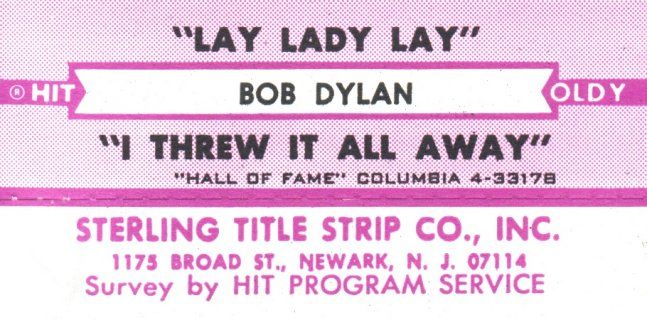 "LAY LADY LAY"
® HIT BOB DYLAN OLDY
"I THREW IT ALL AWAY"
"HALL OF FAME" COLUMBIA 4-33178
STERLING TITLE STRIP CO., INC.
1175 BROAD ST., NEWARK, N. J. 07114
Survey by HIT PROGRAM SERVICE